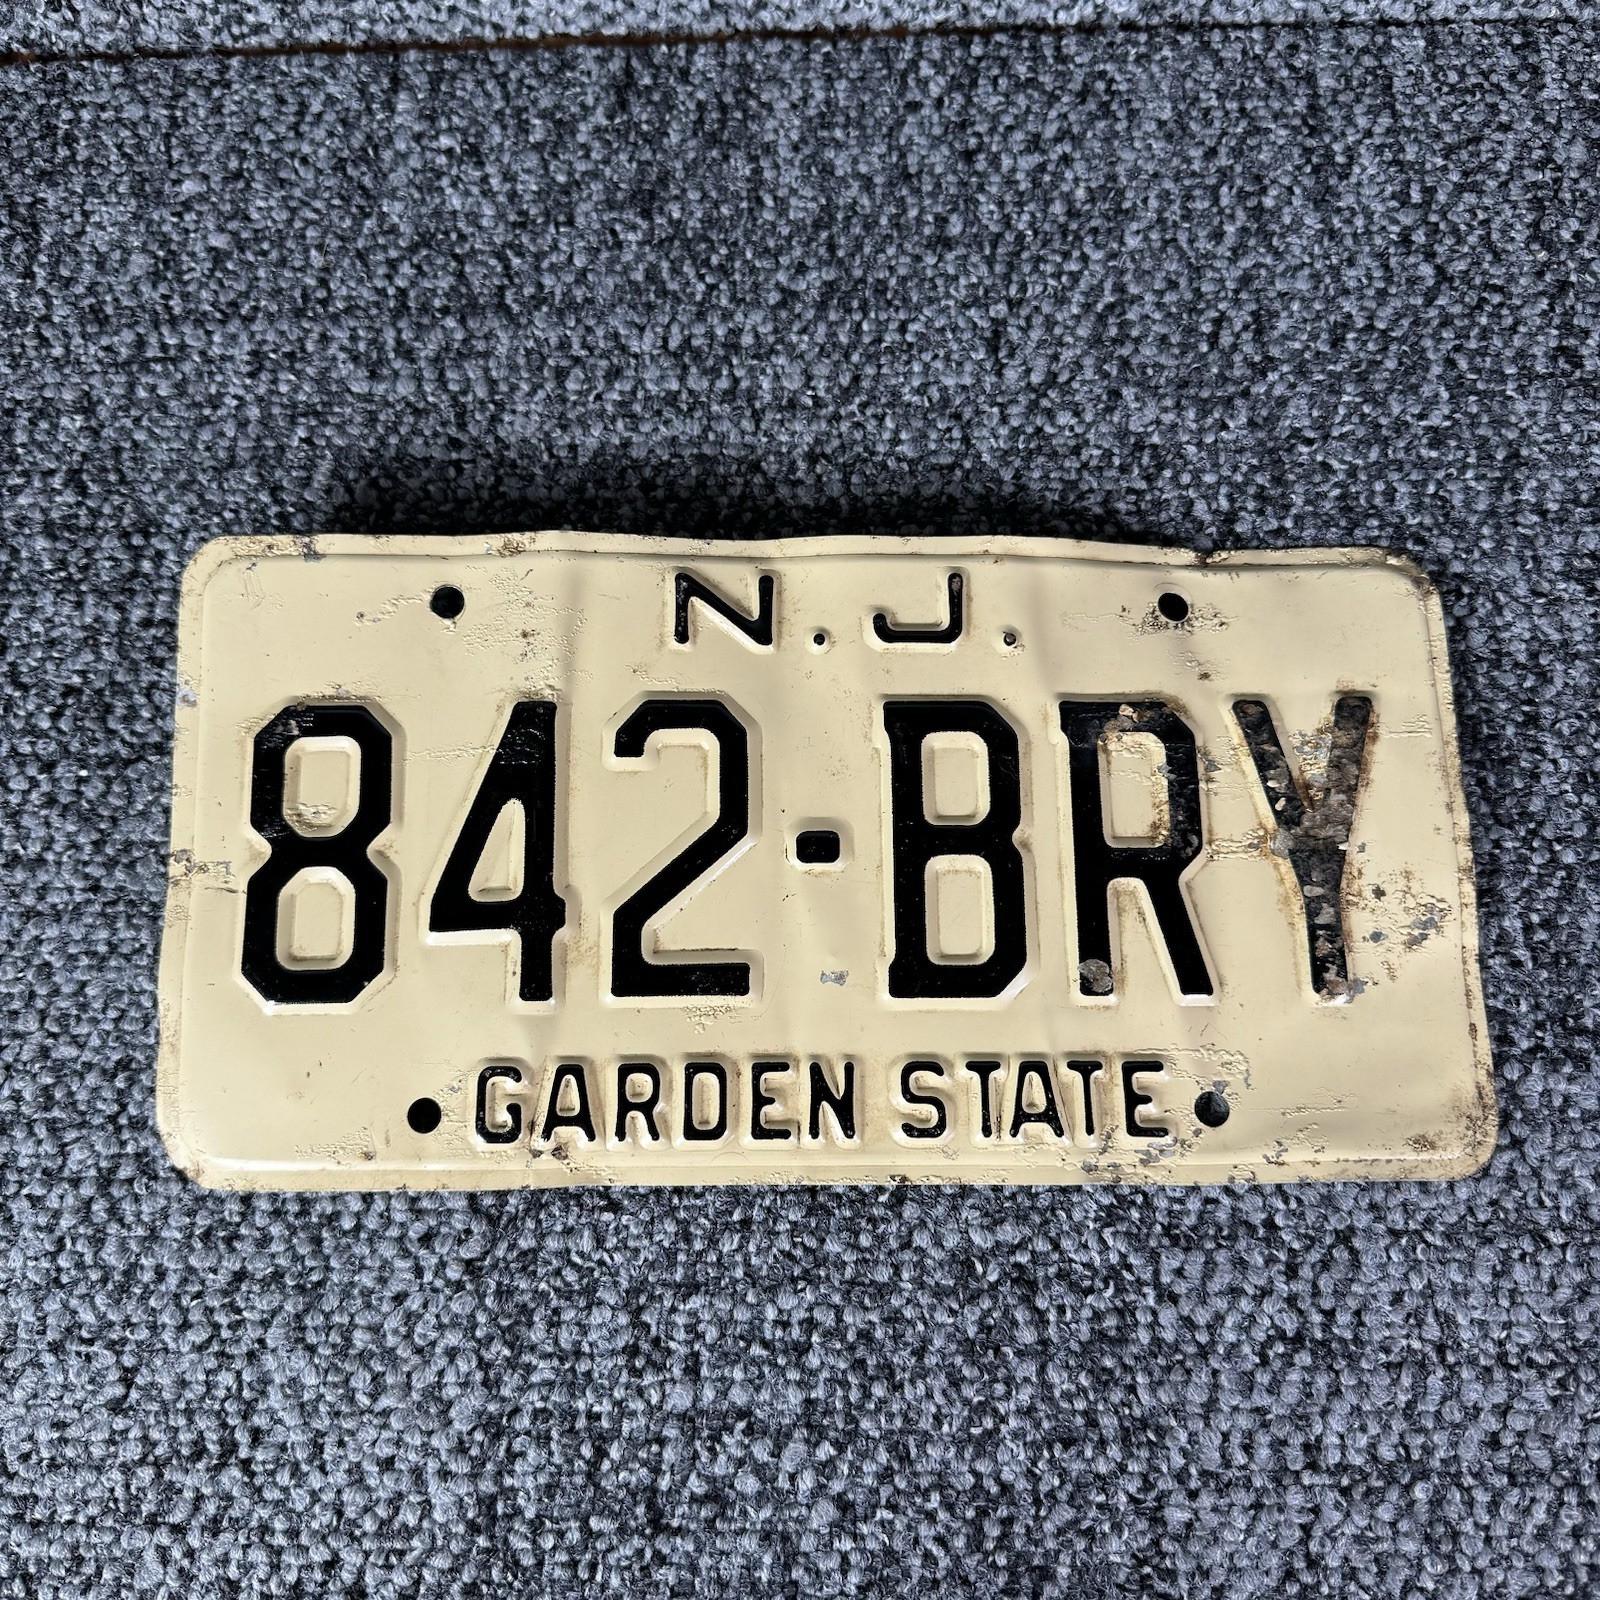 N.J.
842-BRY
GARDEN STATE